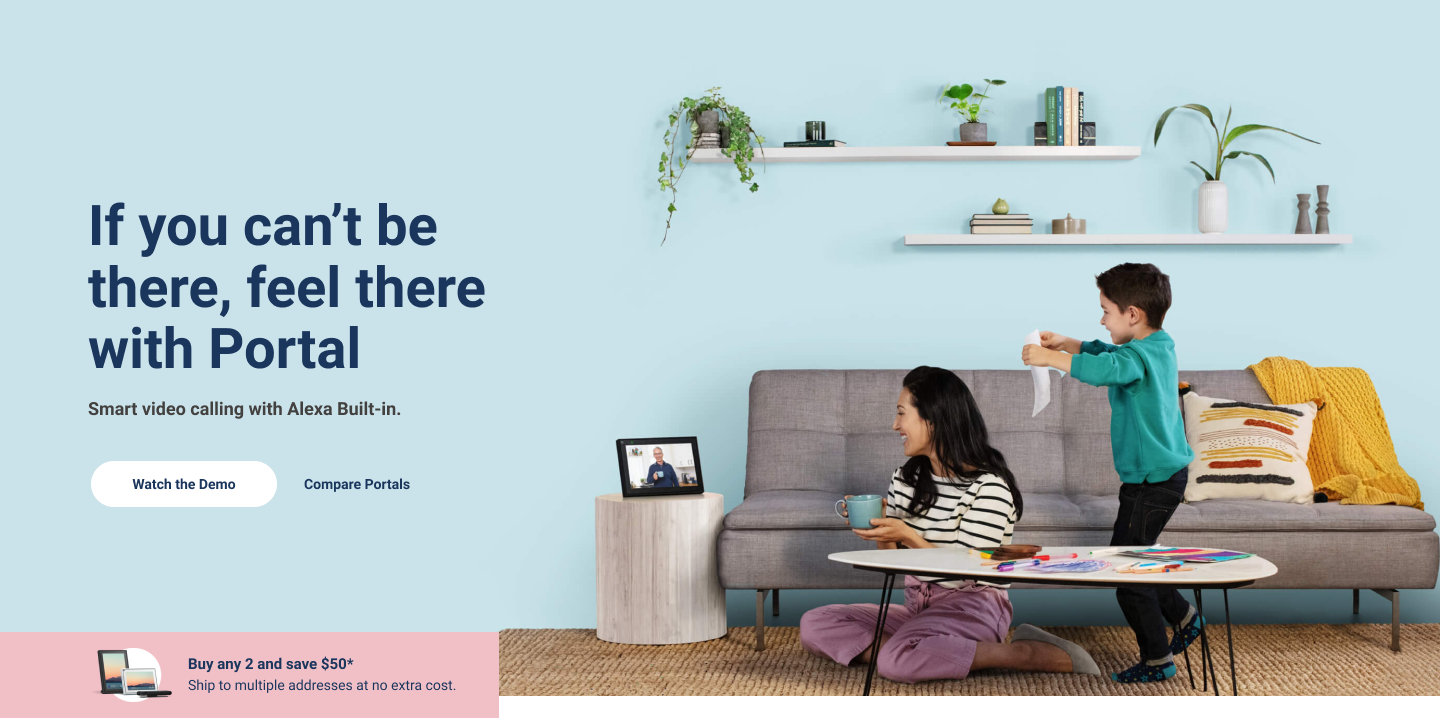 If you can’t be
there, feel there
with Portal
Smart video calling with Alexa Built-in.
Watch the Demo
Compare Portals
Buy any 2 and save $50*
Ship to multiple addresses at no extra cost.